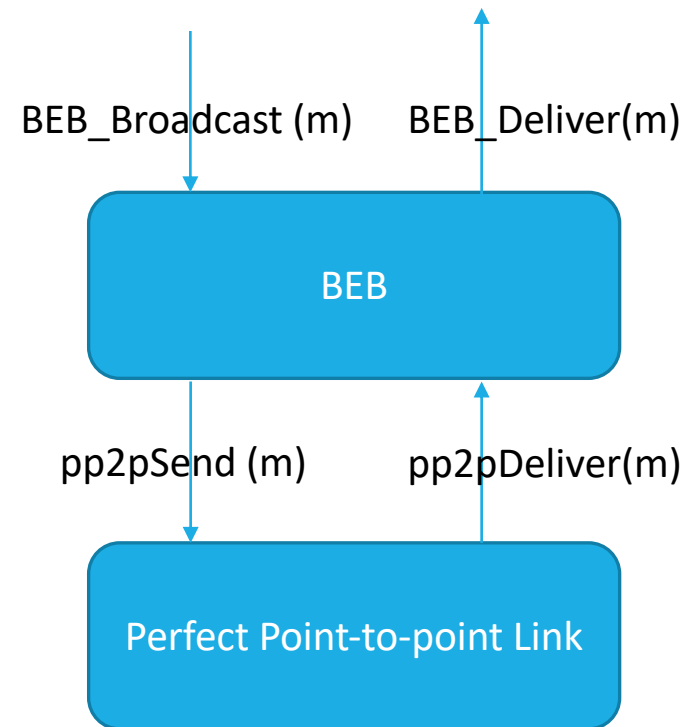 BEB_Broadcast (m) BEB_Deliver(m)
BEB
pp2pSend (m) pp2pDeliver(m)
Perfect Point-to-point Link